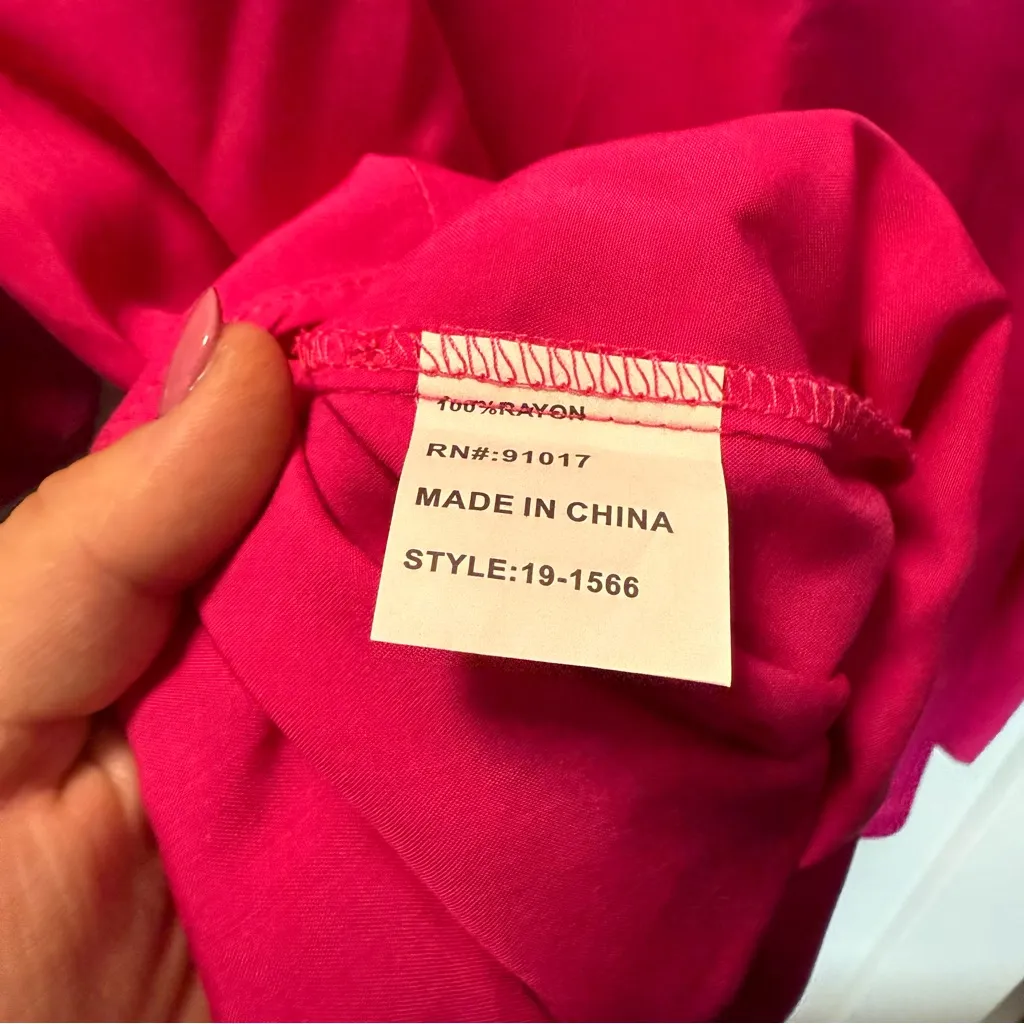 100%RAYON
RN#:91017
MADE IN CHINA
STYLE:19-1566